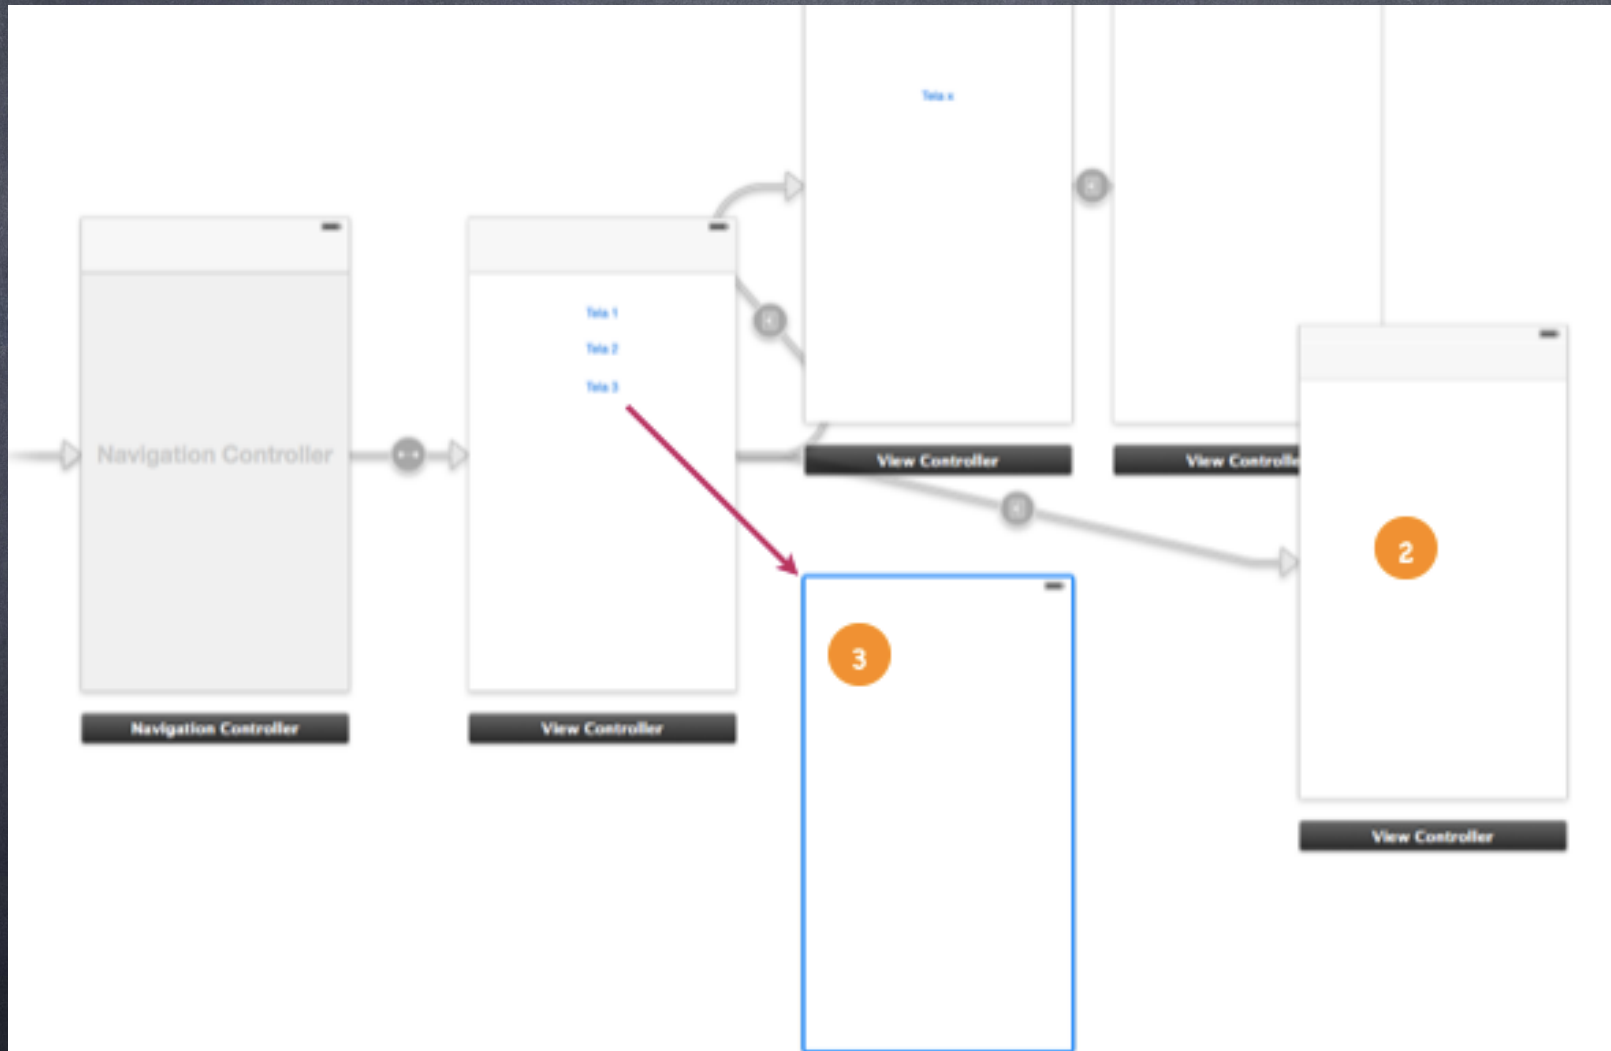 Tela x
Tela 1
Tela 2
Tela 3
Navigation Controller
Navigation Controller
View Controller
View Controller
View Controlle
View Controller
2
3